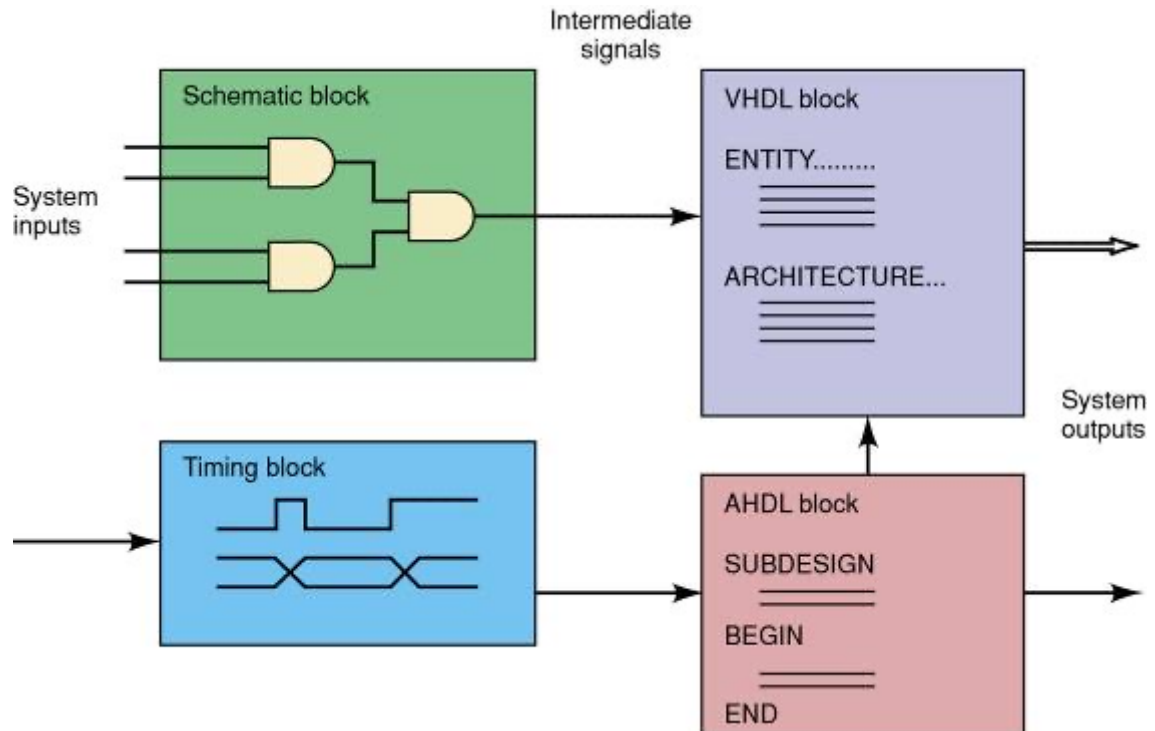 Intermediate
signals
Schematic block
System
inputs
VHDL block
ENTITY.........
ARCHITECTURE...
System
outputs
Timing block
AHDL block
SUBDESIGN
BEGIN
END